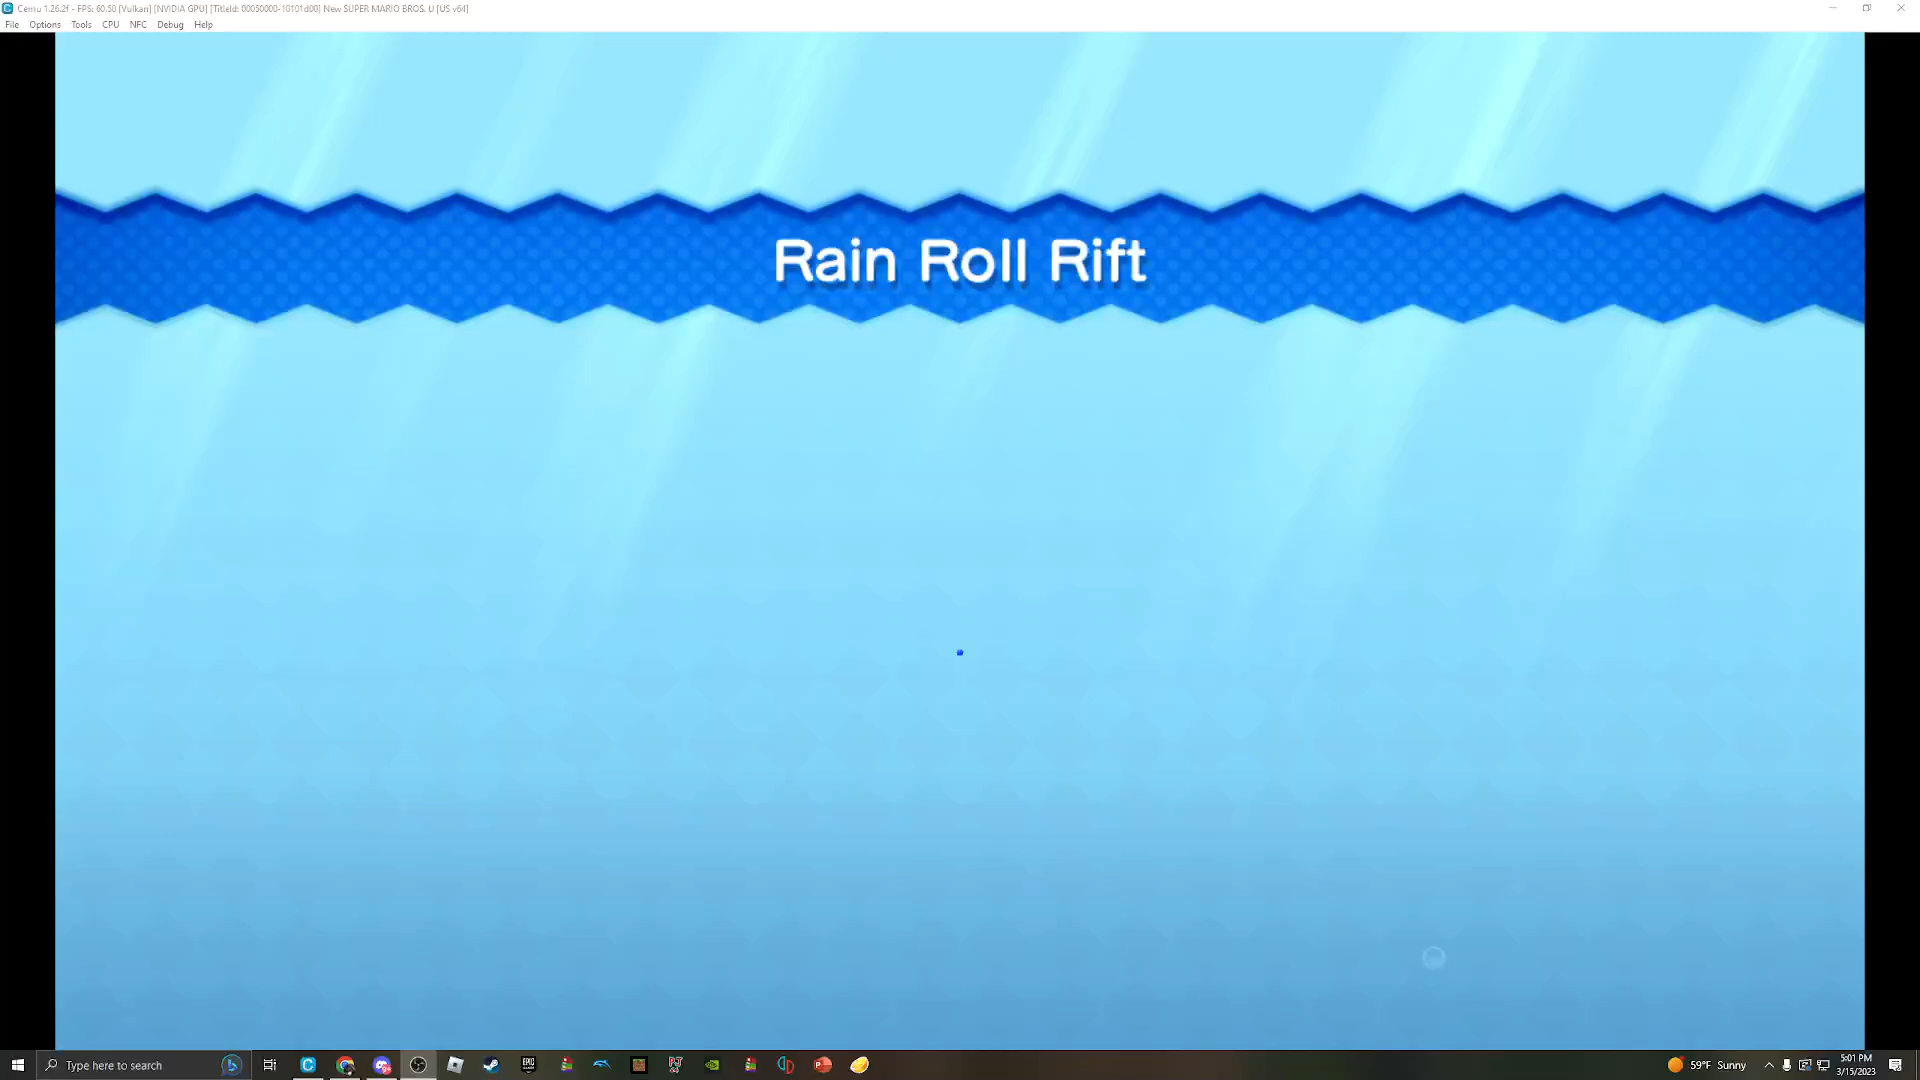 Cemu 1.26.2f - FPS: 60.50 [Vulkan] [NVIDIA GPU] [TitleId: 00050000-10101d00] New SUPER MARIO BROS. U [US v64]
File Options Tools CPU NFC Debug Help
Rain Roll Rift
Type here to search
59°F Sunny
5:01 PM
3/15/2023